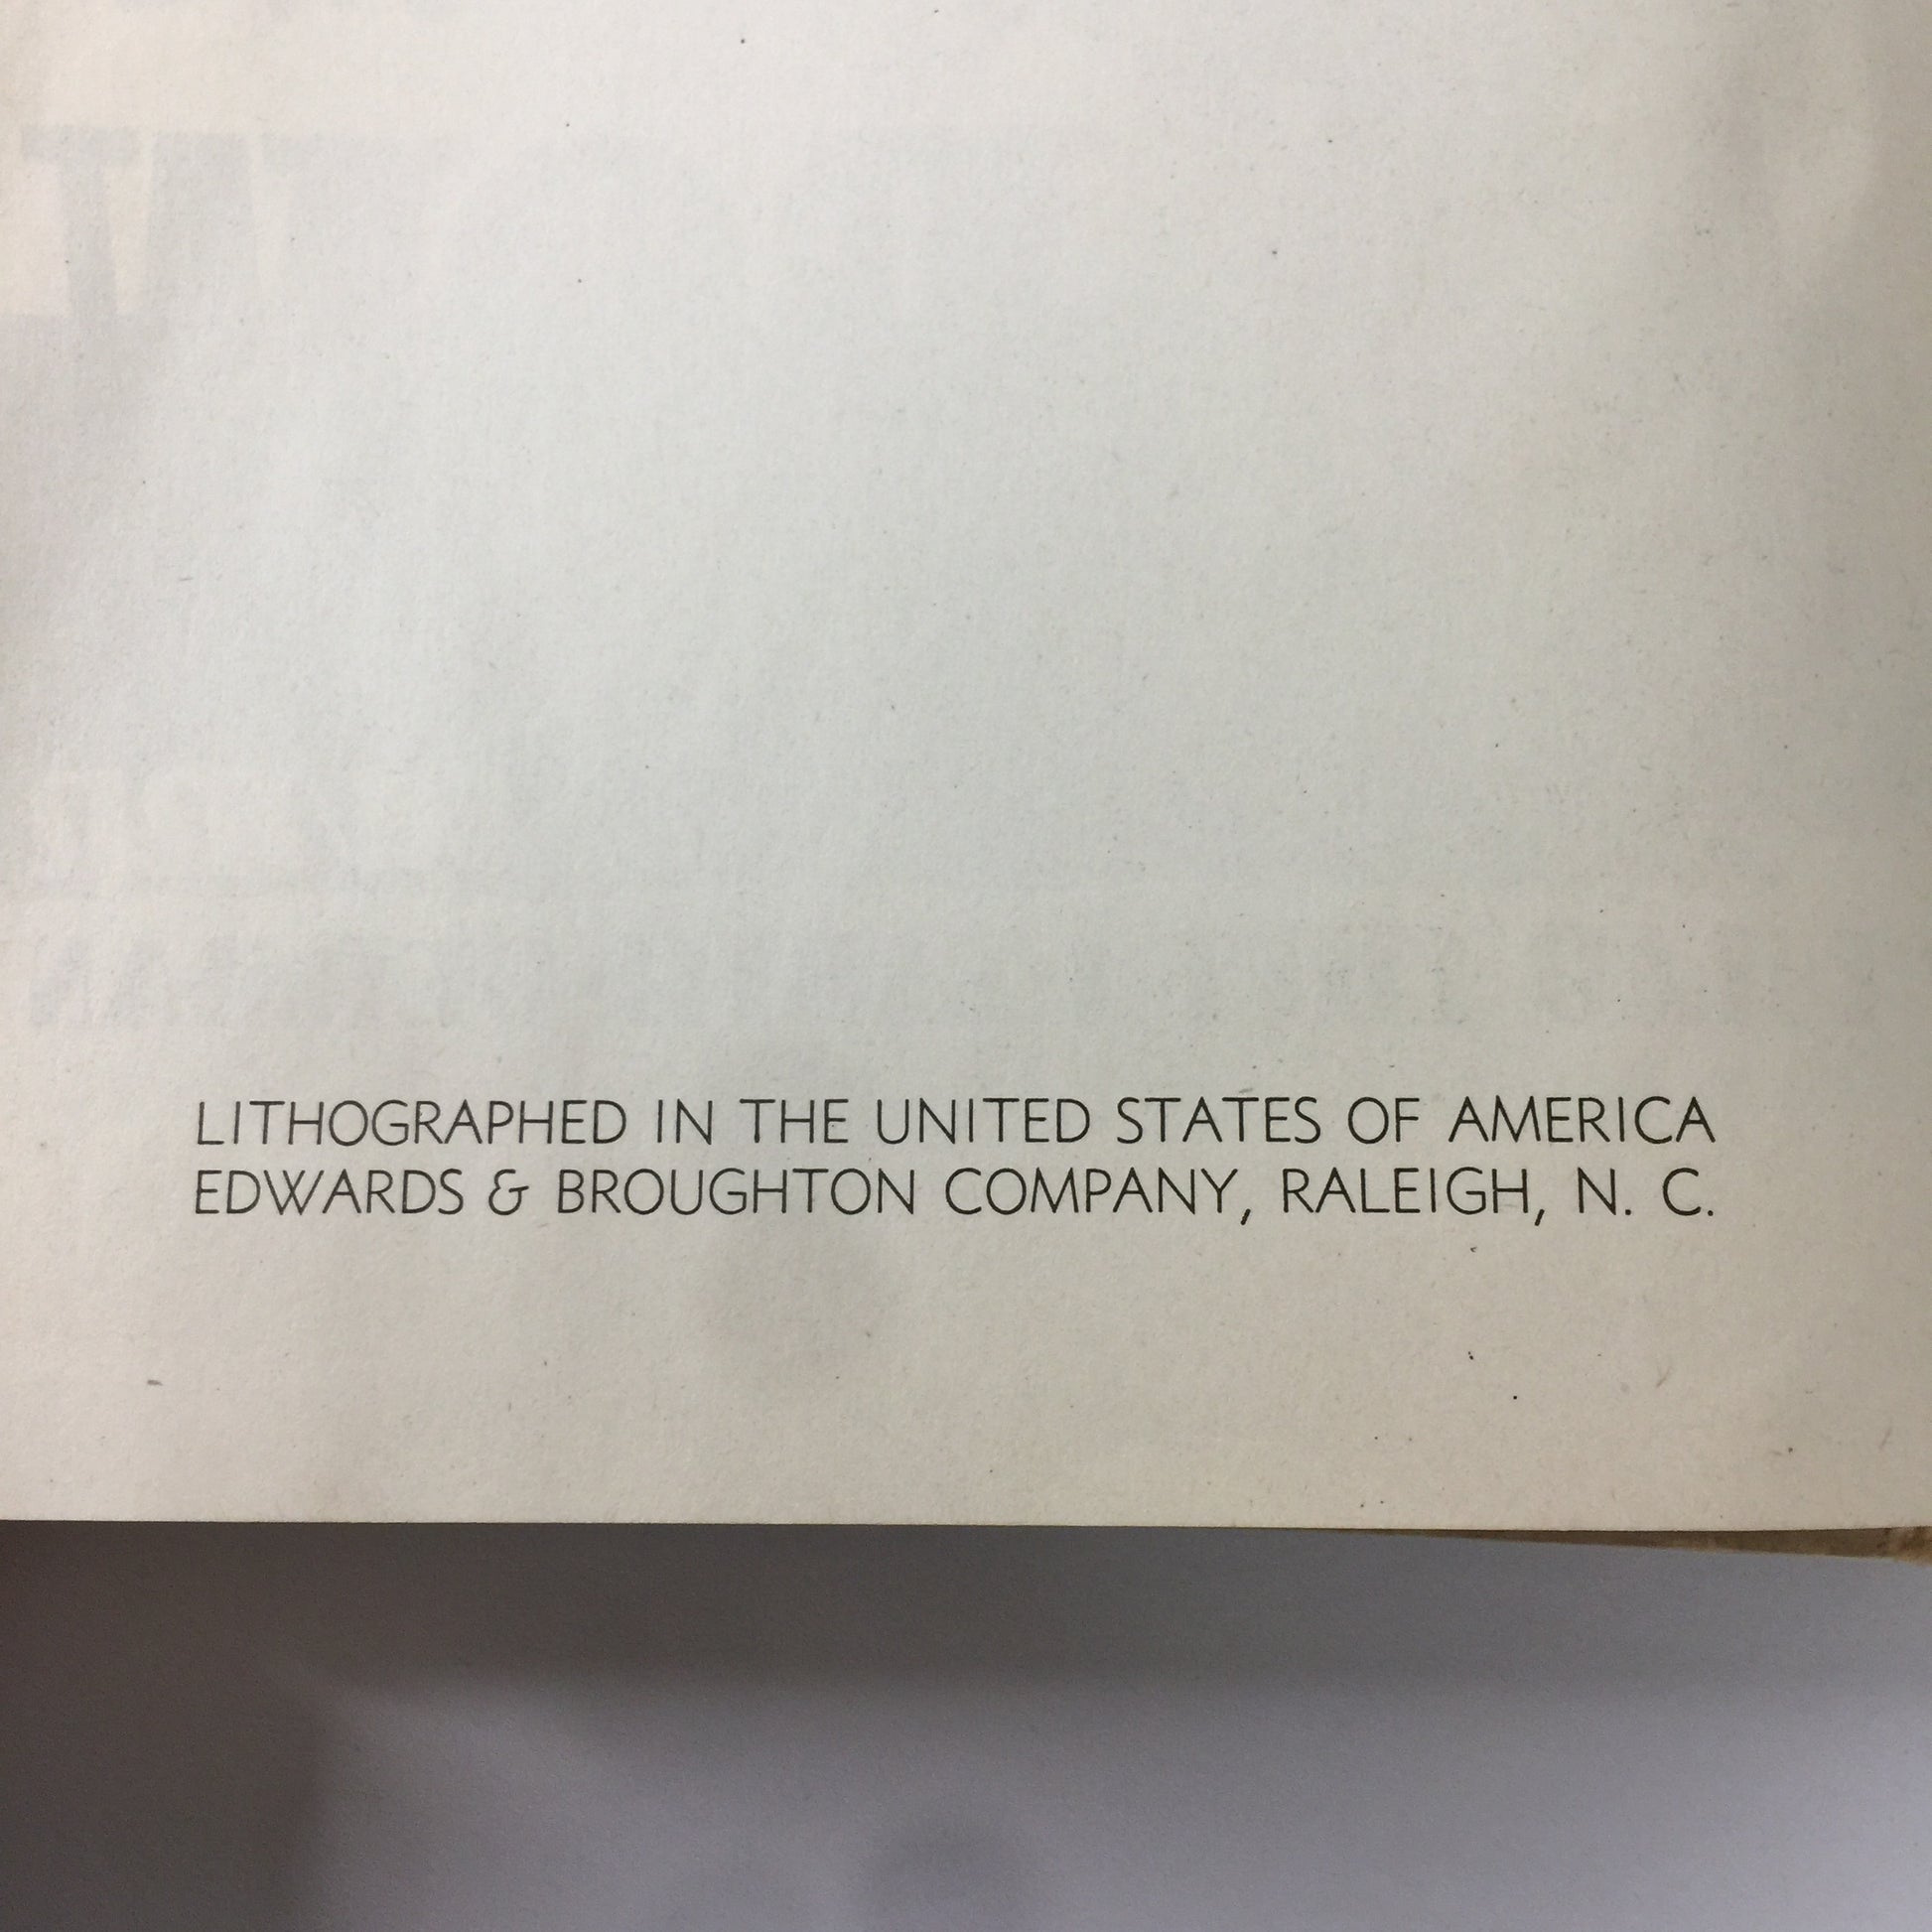 LITHOGRAPHED IN THE UNITED STATES OF AMERICA
EDWARDS & BROUGHTON COMPANY, RALEIGH, N. C.